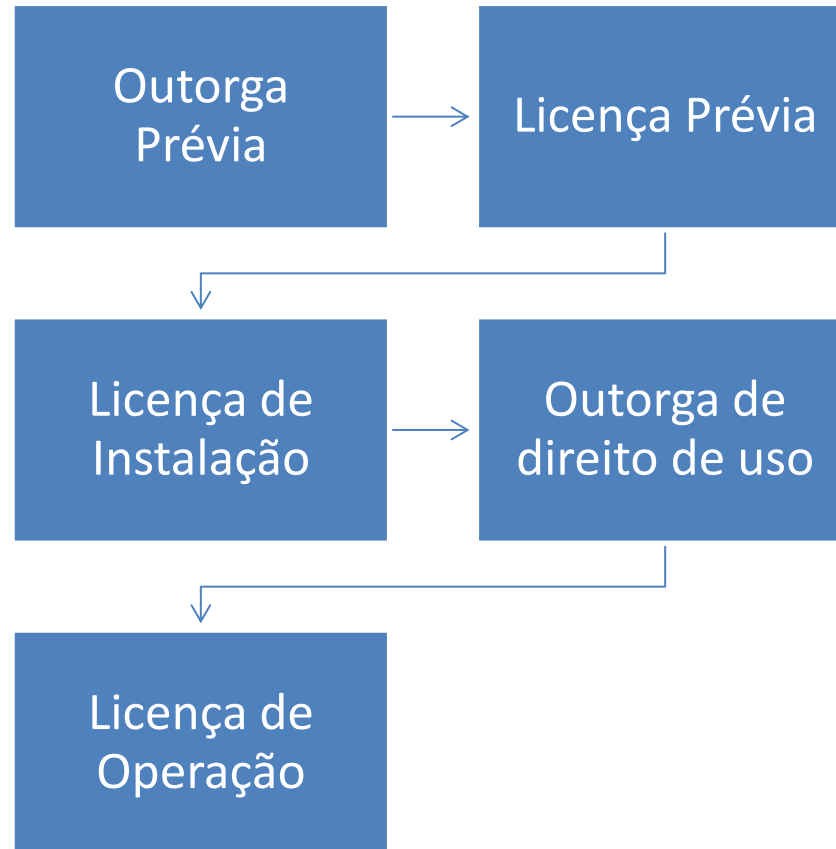 Outorga
Prévia
Licença Prévia
Licença de
Instalação
Outorga de
direito de uso
Licença de
Operação